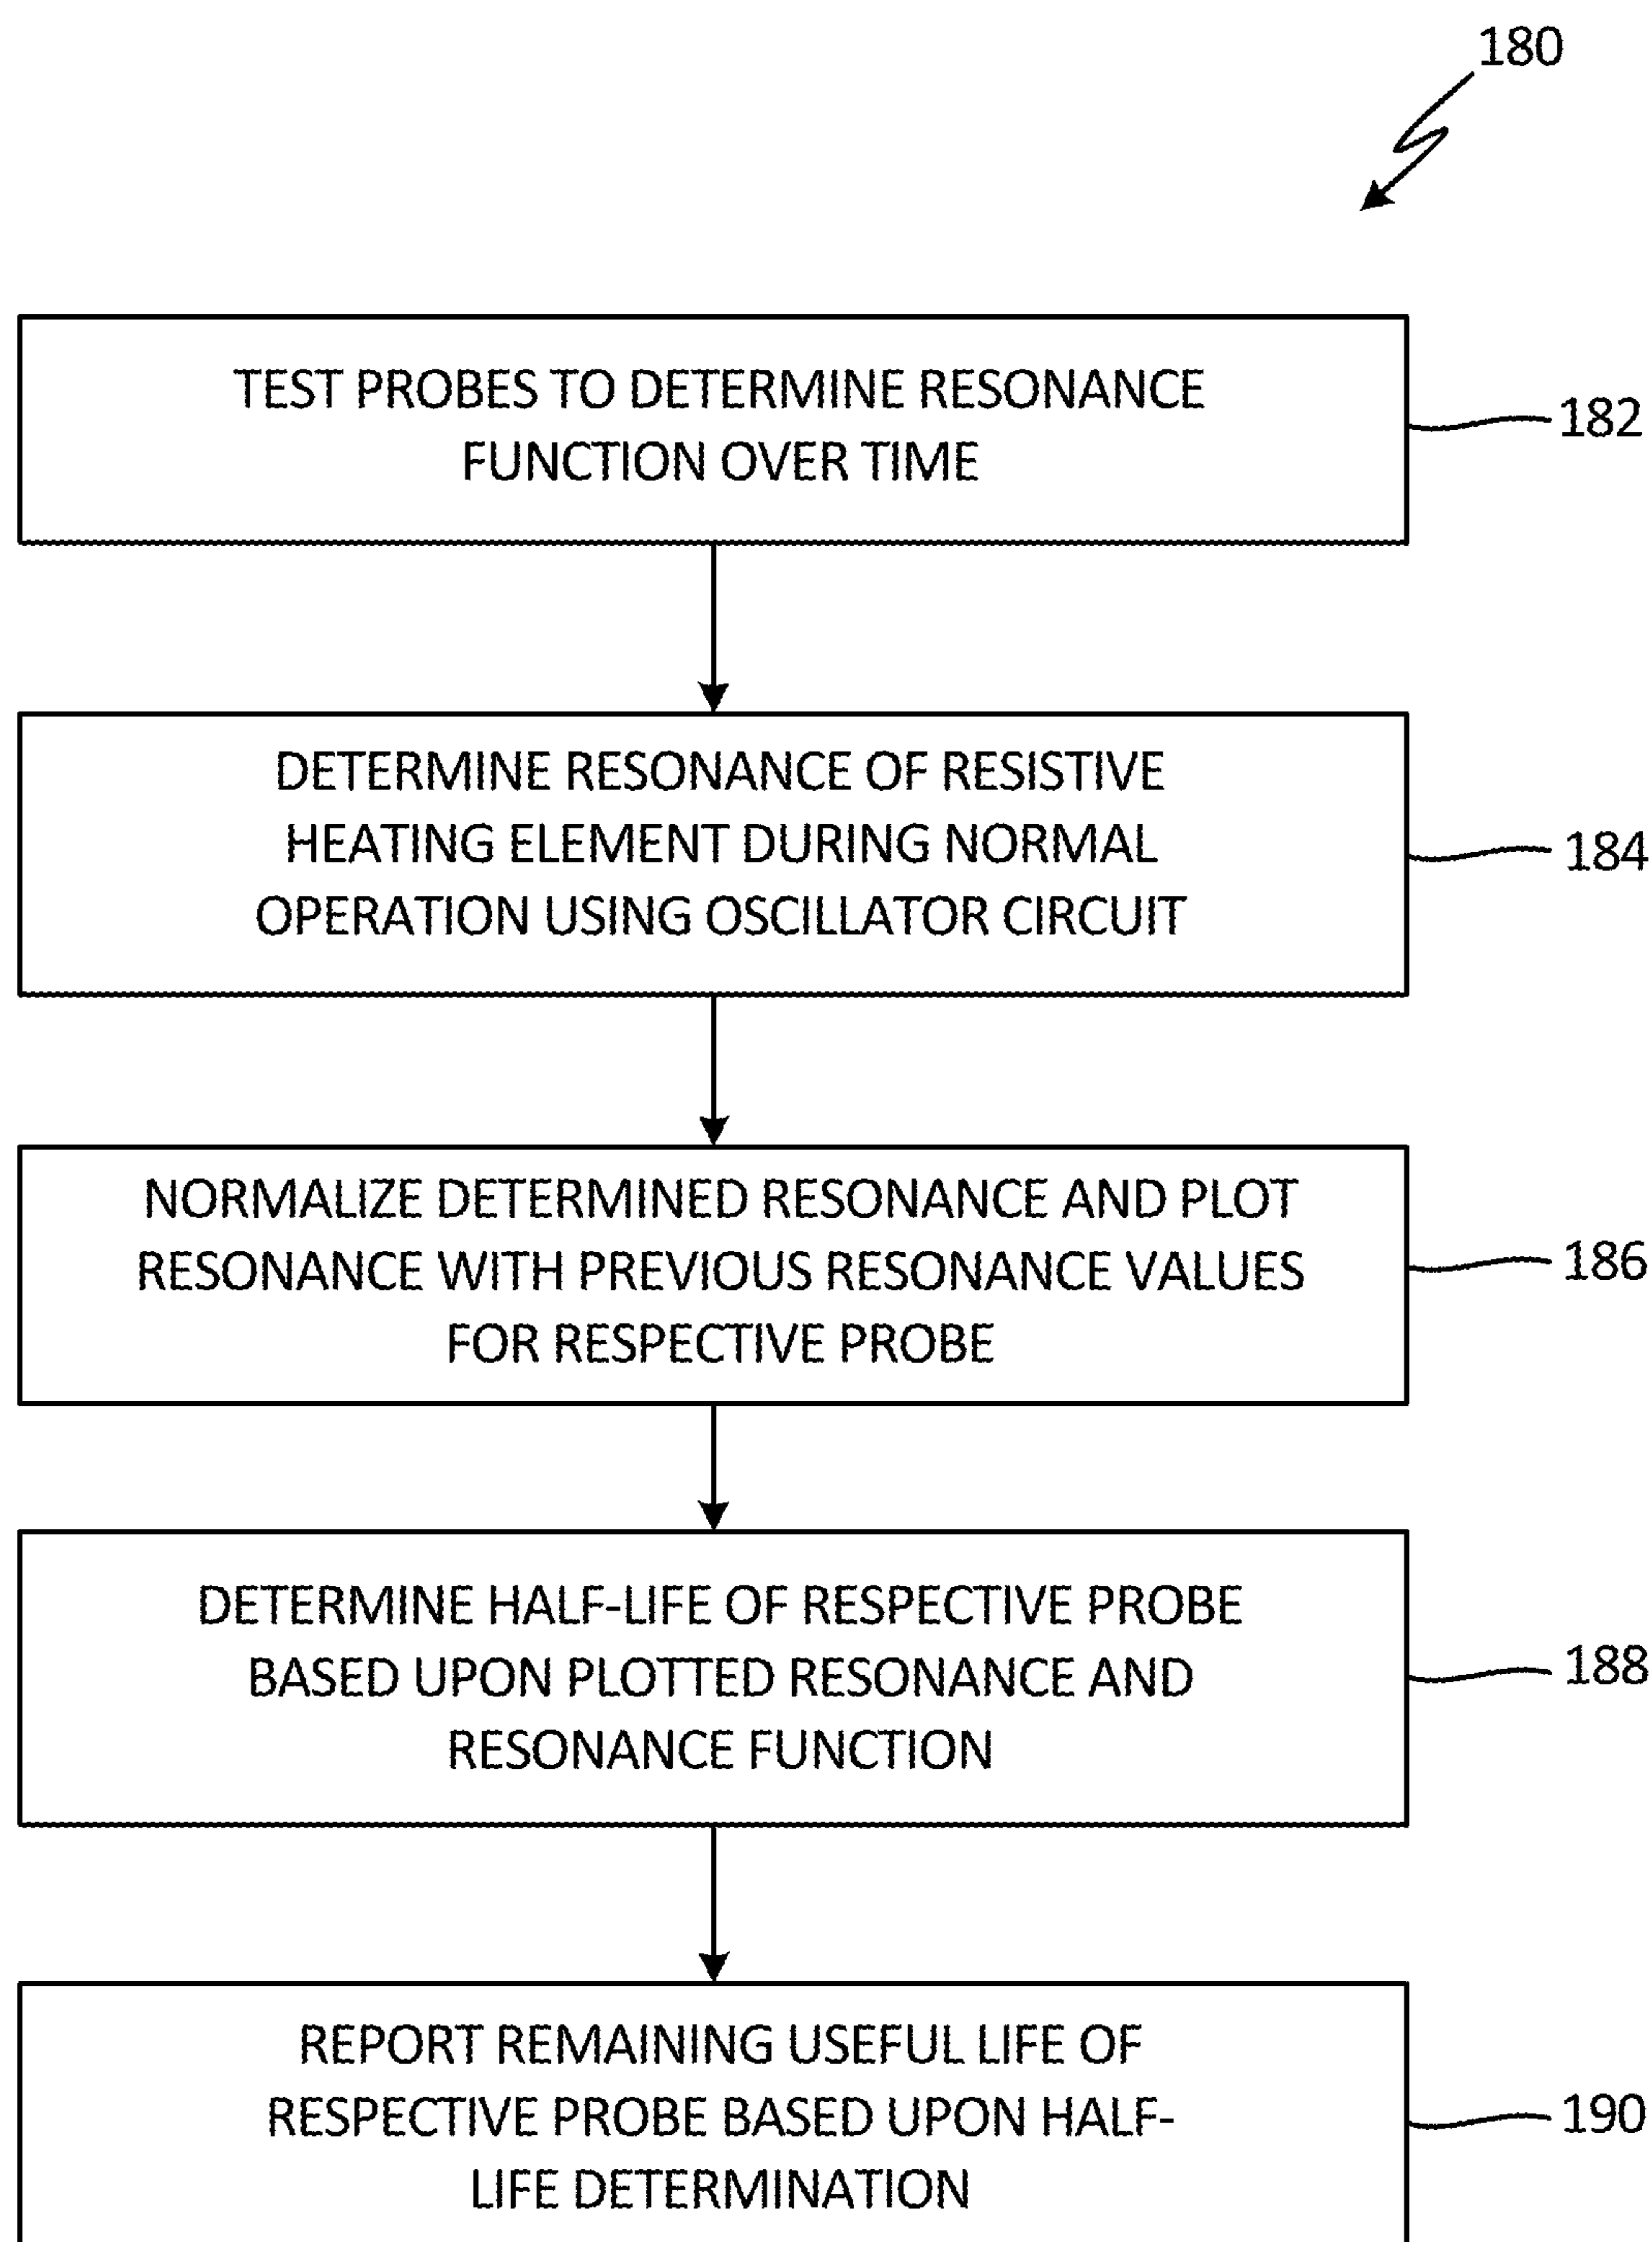 180
TEST PROBES TO DETERMINE RESONANCE
FUNCTION OVER TIME
182
DETERMINE RESONANCE OF RESISTIVE
HEATING ELEMENT DURING NORMAL
OPERATION USING OSCILLATOR CIRCUIT
184
NORMALIZE DETERMINED RESONANCE AND PLOT
RESONANCE WITH PREVIOUS RESONANCE VALUES
FOR RESPECTIVE PROBE
186
DETERMINE HALF-LIFE OF RESPECTIVE PROBE
BASED UPON PLOTTED RESONANCE AND
RESONANCE FUNCTION
188
REPORT REMAINING USEFUL LIFE OF
RESPECTIVE PROBE BASED UPON HALF-
LIFE DETERMINATION
190